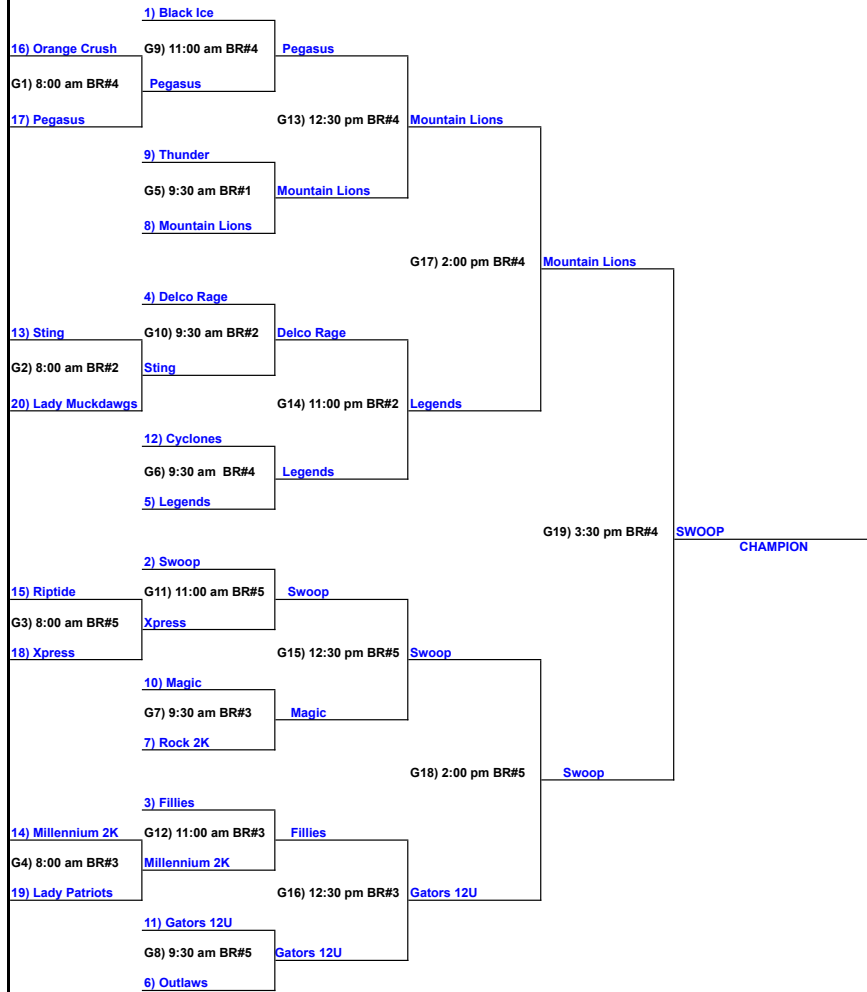 1) Black Ice
16) Orange Crush G9) 11:00 am BR#4 Pegasus
G1) 8:00 am BR#4 Pegasus
17) Pegasus G13) 12:30 pm BR#4 Mountain Lions
9) Thunder
G5) 9:30 am BR#1 Mountain Lions
8) Mountain Lions
G17) 2:00 pm BR#4 Mountain Lions
4) Delco Rage
13) Sting G10) 9:30 am BR#2 Delco Rage
G2) 8:00 am BR#2 Sting
20) Lady Muckdawgs G14) 11:00 pm BR#2 Legends
12) Cyclones
G6) 9:30 am BR#4 Legends
5) Legends
G19) 3:30 pm BR#4 SWOOP
CHAMPION
2) Swoop
15) Riptide G11) 11:00 am BR#5 Swoop
G3) 8:00 am BR#5 Xpress
18) Xpress G15) 12:30 pm BR#5 Swoop
10) Magic
G7) 9:30 am BR#3 Magic
7) Rock 2K
G18) 2:00 pm BR#5 Swoop
3) Fillies
14) Millennium 2K G12) 11:00 am BR#3 Fillies
G4) 8:00 am BR#3 Millennium 2K
19) Lady Patriots G16) 12:30 pm BR#3 Gators 12U
11) Gators 12U
G8) 9:30 am BR#5 Gators 12U
6) Outlaws